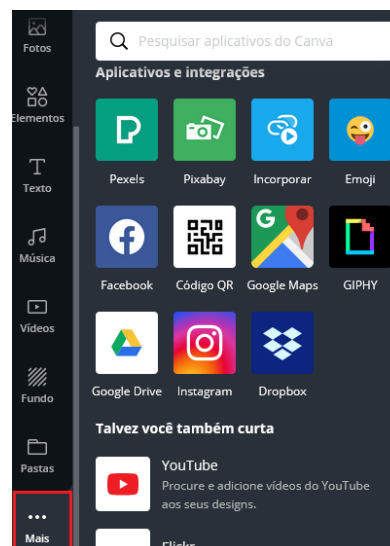 Fotos
Elementos
Texto
Música
Vídeos
Fundo
Pastas
Mais
Pesquisar aplicativos do Canva
Aplicativos e integrações
Pexels Pixabay Incorporar Emoji
Facebook Código QR Google Maps GIPHY
Google Drive Instagram Dropbox
Talvez você também curta
YouTube
Procure e adicione vídeos do YouTube
aos seus designs.
Flickr